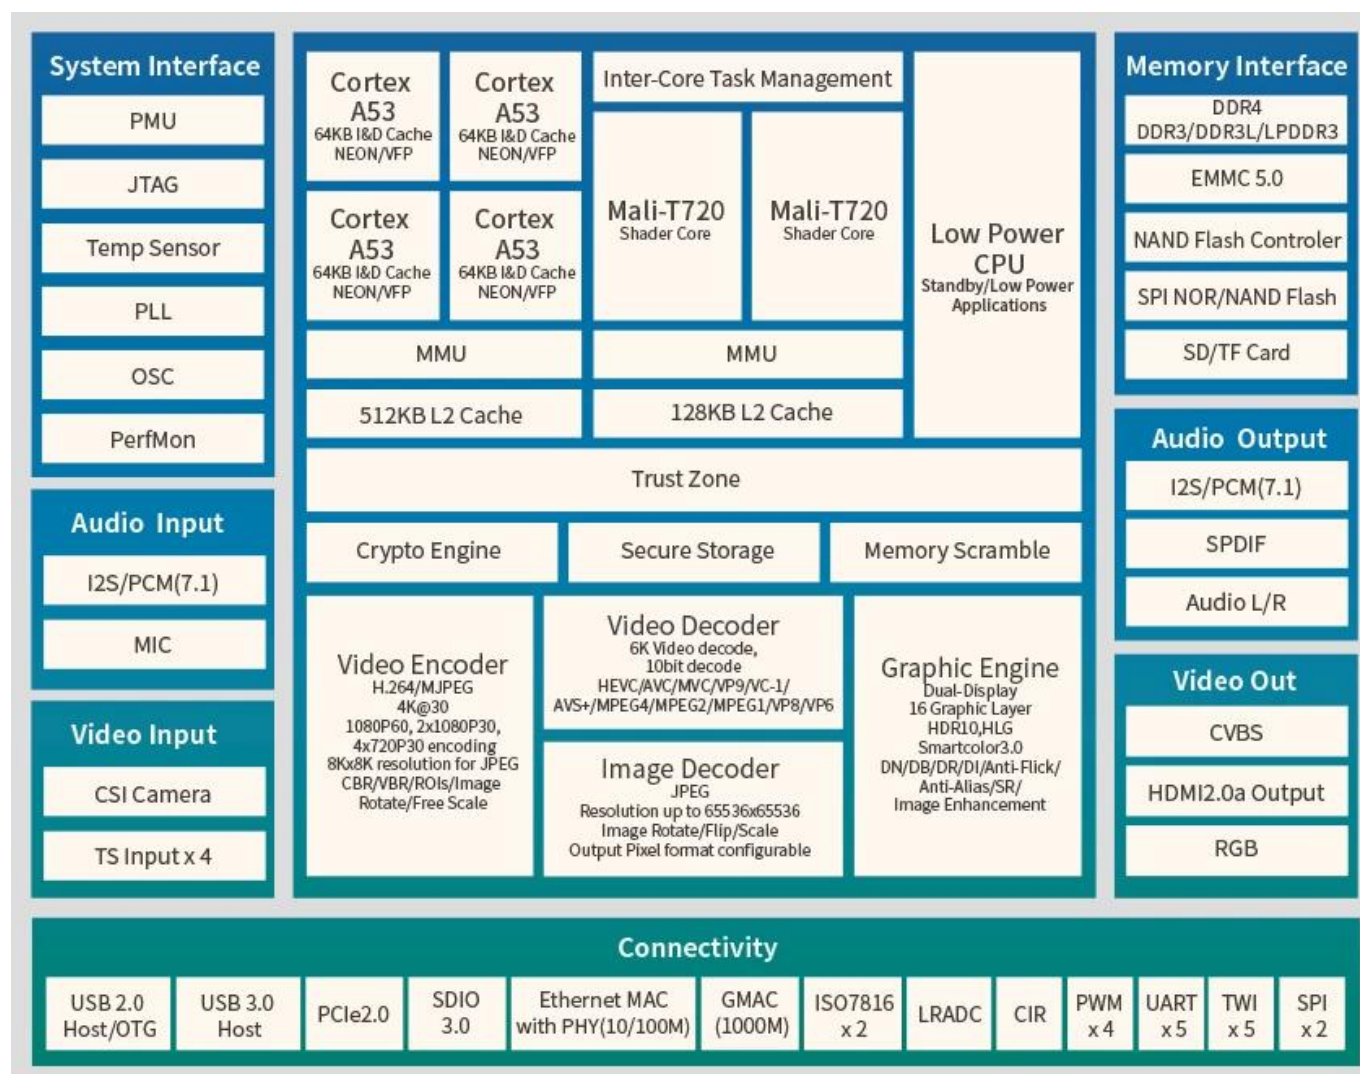 System Interface
PMU
JTAG
Temp Sensor
PLL
OSC
PerfMon
Audio Input
I2S/PCM(7.1)
MIC
Video Input
CSI Camera
TS Input x 4
Cortex
A53
64KB I&D Cache
NEON/VFP
Cortex
A53
64KB I&D Cache
NEON/VFP
Cortex
A53
64KB I&D Cache
NEON/VFP
Cortex
A53
64KB I&D Cache
NEON/VFP
MMU
512KB L2 Cache
Inter-Core Task Management
Mali-T720
Shader Core
Mali-T720
Shader Core
MMU
128KB L2 Cache
Low Power
CPU
Standby/Low Power
Applications
Trust Zone
Crypto Engine
Secure Storage
Memory Scramble
Video Encoder
H.264/MJPEG
4K@30
1080P60, 2x1080P30,
4x720P30 encoding
8Kx8K resolution for JPEG
CBR/VBR/ROIs/Image
Rotate/Free Scale
Video Decoder
6K Video decode,
10bit decode
HEVC/AVC/MVC/VP9/VC-1/
AVS+/MPEG4/MPEG2/MPEG1/VP8/VP6
Image Decoder
JPEG
Resolution up to 65536x65536
Image Rotate/Flip/Scale
Output Pixel format configurable
Graphic Engine
Dual-Display
16 Graphic Layer
HDR10,HLG
Smartcolor3.0
DN/DB/DR/DI/Anti-Flick/
Anti-Alias/SR/
Image Enhancement
Memory Interface
DDR4
DDR3/DDR3L/LPDDR3
EMMC 5.0
NAND Flash Controler
SPI NOR/NAND Flash
SD/TF Card
Audio Output
I2S/PCM(7.1)
SPDIF
Audio L/R
Video Out
CVBS
HDMI2.0a Output
RGB
Connectivity
USB 2.0
Host/OTG
USB 3.0
Host
PCIe2.0
SDIO
3.0
Ethernet MAC
with PHY(10/100M)
GMAC
(1000M)
ISO7816
x 2
LRADC
CIR
PWM
x 4
UART
x 5
TWI
x 5
SPI
x 2